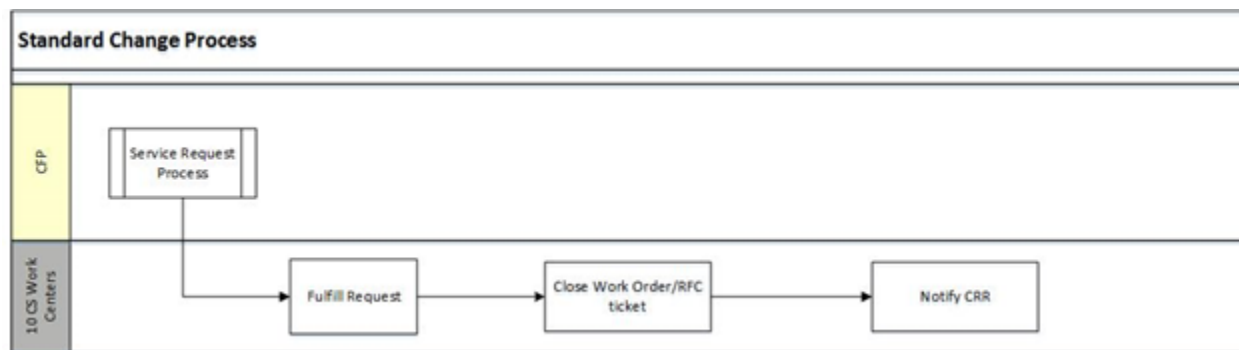 Standard Change Process
CFP
Service Request
Process
10 CS Work
Centers
Fulfill Request
Close Work Order/RFC
ticket
Notify CRR